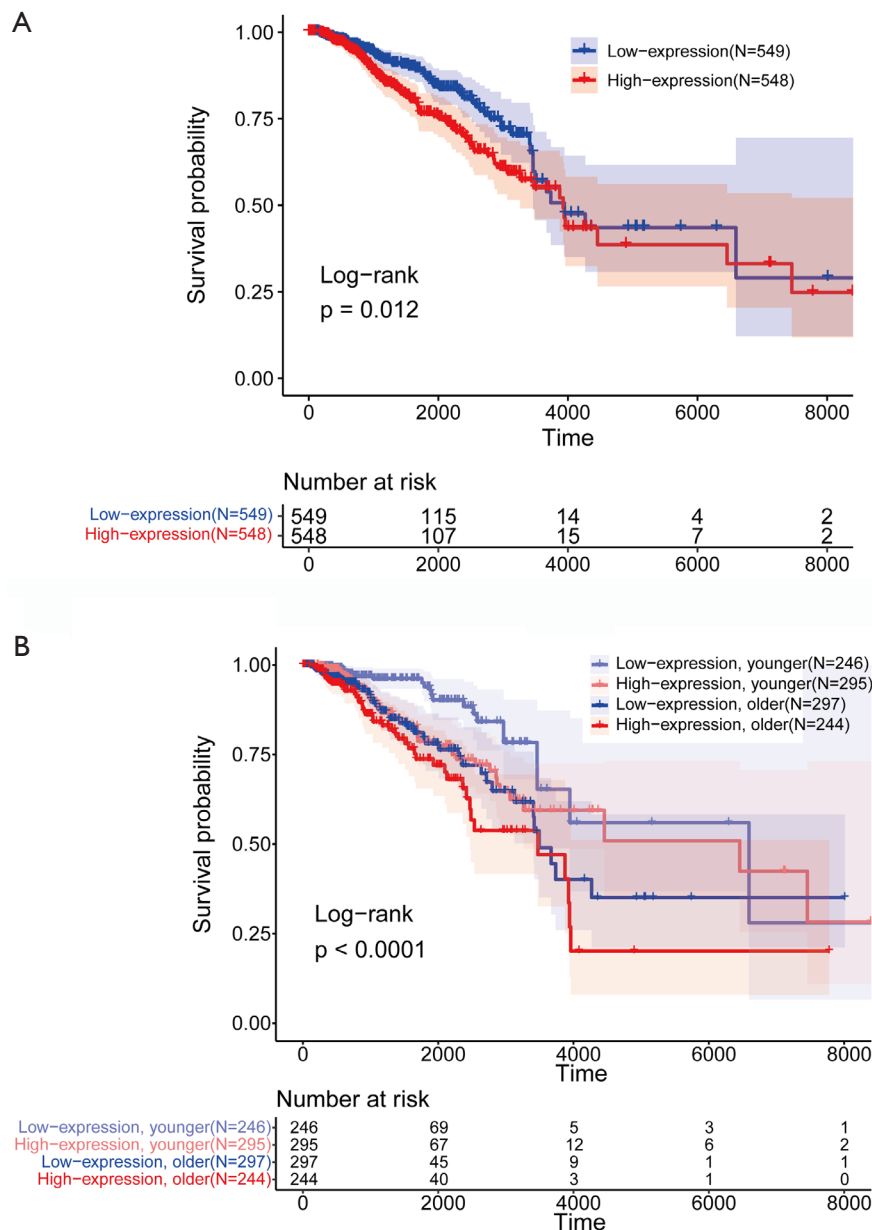 A
1.00
0.75
0.50
0.25
0.00
Survival probability
Low−expression(N=549)
High−expression(N=548)
Log−rank
p = 0.012
0 2000 4000 6000 8000
Time
Number at risk
Low−expression(N=549) 549 115 14 4 2
High−expression(N=548) 548 107 15 7 2
0 2000 4000 6000 8000
B
1.00
0.75
0.50
0.25
0.00
Survival probability
Low−expression, younger(N=246)
High−expression, younger(N=295)
Low−expression, older(N=297)
High−expression, older(N=244)
Log−rank
p < 0.0001
0 2000 4000 6000 8000
Time
Number at risk
Low−expression, younger(N=246) 246 69 5 3 1
High−expression, younger(N=295) 295 67 12 6 2
Low−expression, older(N=297) 297 45 9 1 1
High−expression, older(N=244) 244 40 3 1 0
0 2000 4000 6000 8000
Time